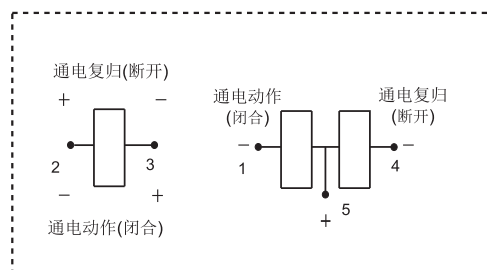 通电复归(断开)
+ −
2 3
− +
通电动作(闭合)
通电动作
(闭合)
通电复归
(断开)
− −
1 4
5
+